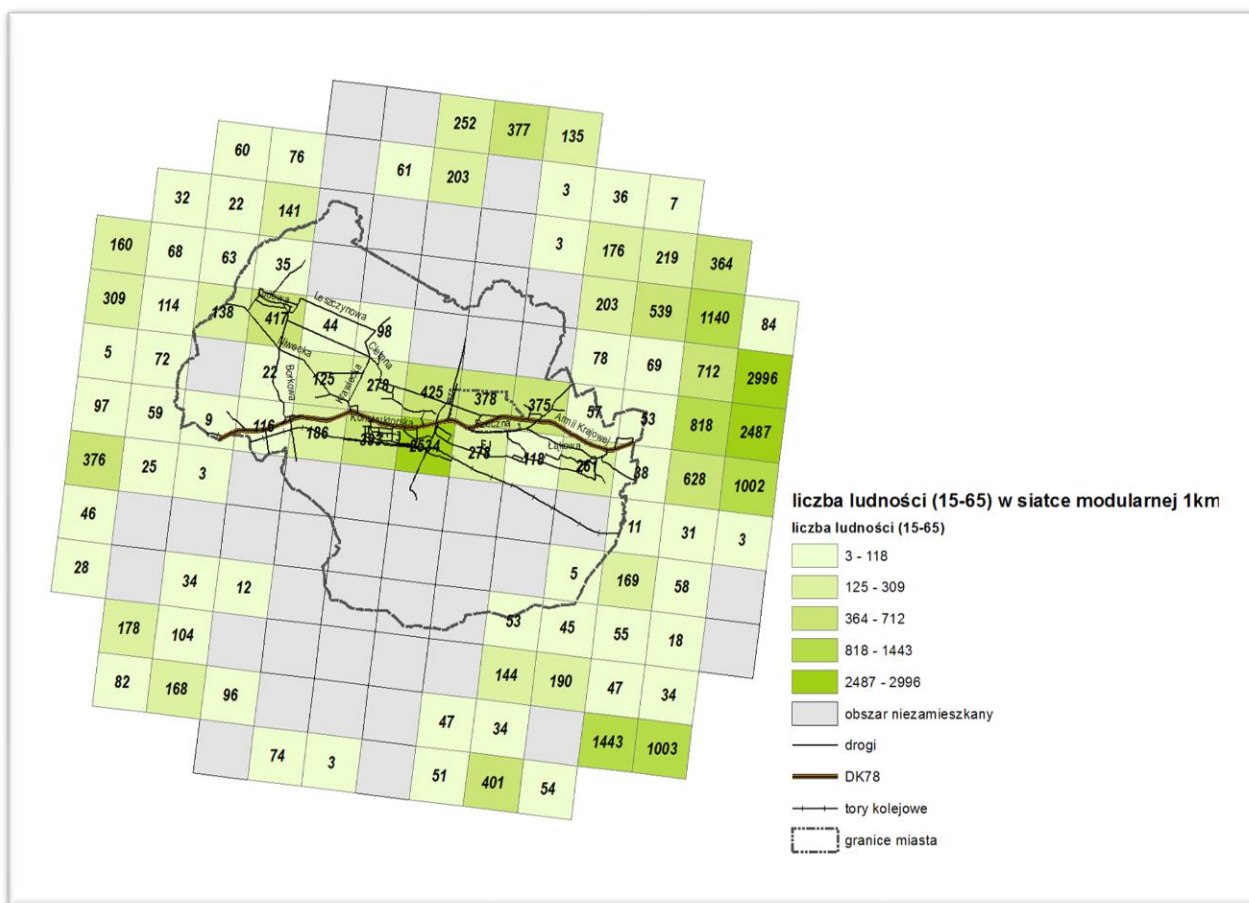 252 377 135
60 76 61 203 3 36 7
32 22 141 3 176 219 364
160 68 63 35 203 539 1140 84
309 114 138 417 44 98 78 69 712 2996
Leszczynowa
Cielana
5 72 22 125 278 425 378 375 57 53 818 2487
Borkowa
Armii Krajowej
97 59 9 116 186 393 2534 278 118 261 38 628 1002
Łąkowa
376 25 3 11 31 3
46 5 169 58
28 34 12 53 45 55 18
178 104 144 190 47 34
82 168 96 47 34 1443 1003
74 3 51 401 54
liczba ludności (15-65) w siatce modularnej 1km
liczba ludności (15-65)
3 - 118
125 - 309
364 - 712
818 - 1443
2487 - 2996
obszar niezamieszkany
drogi
DK78
tory kolejowe
granice miasta